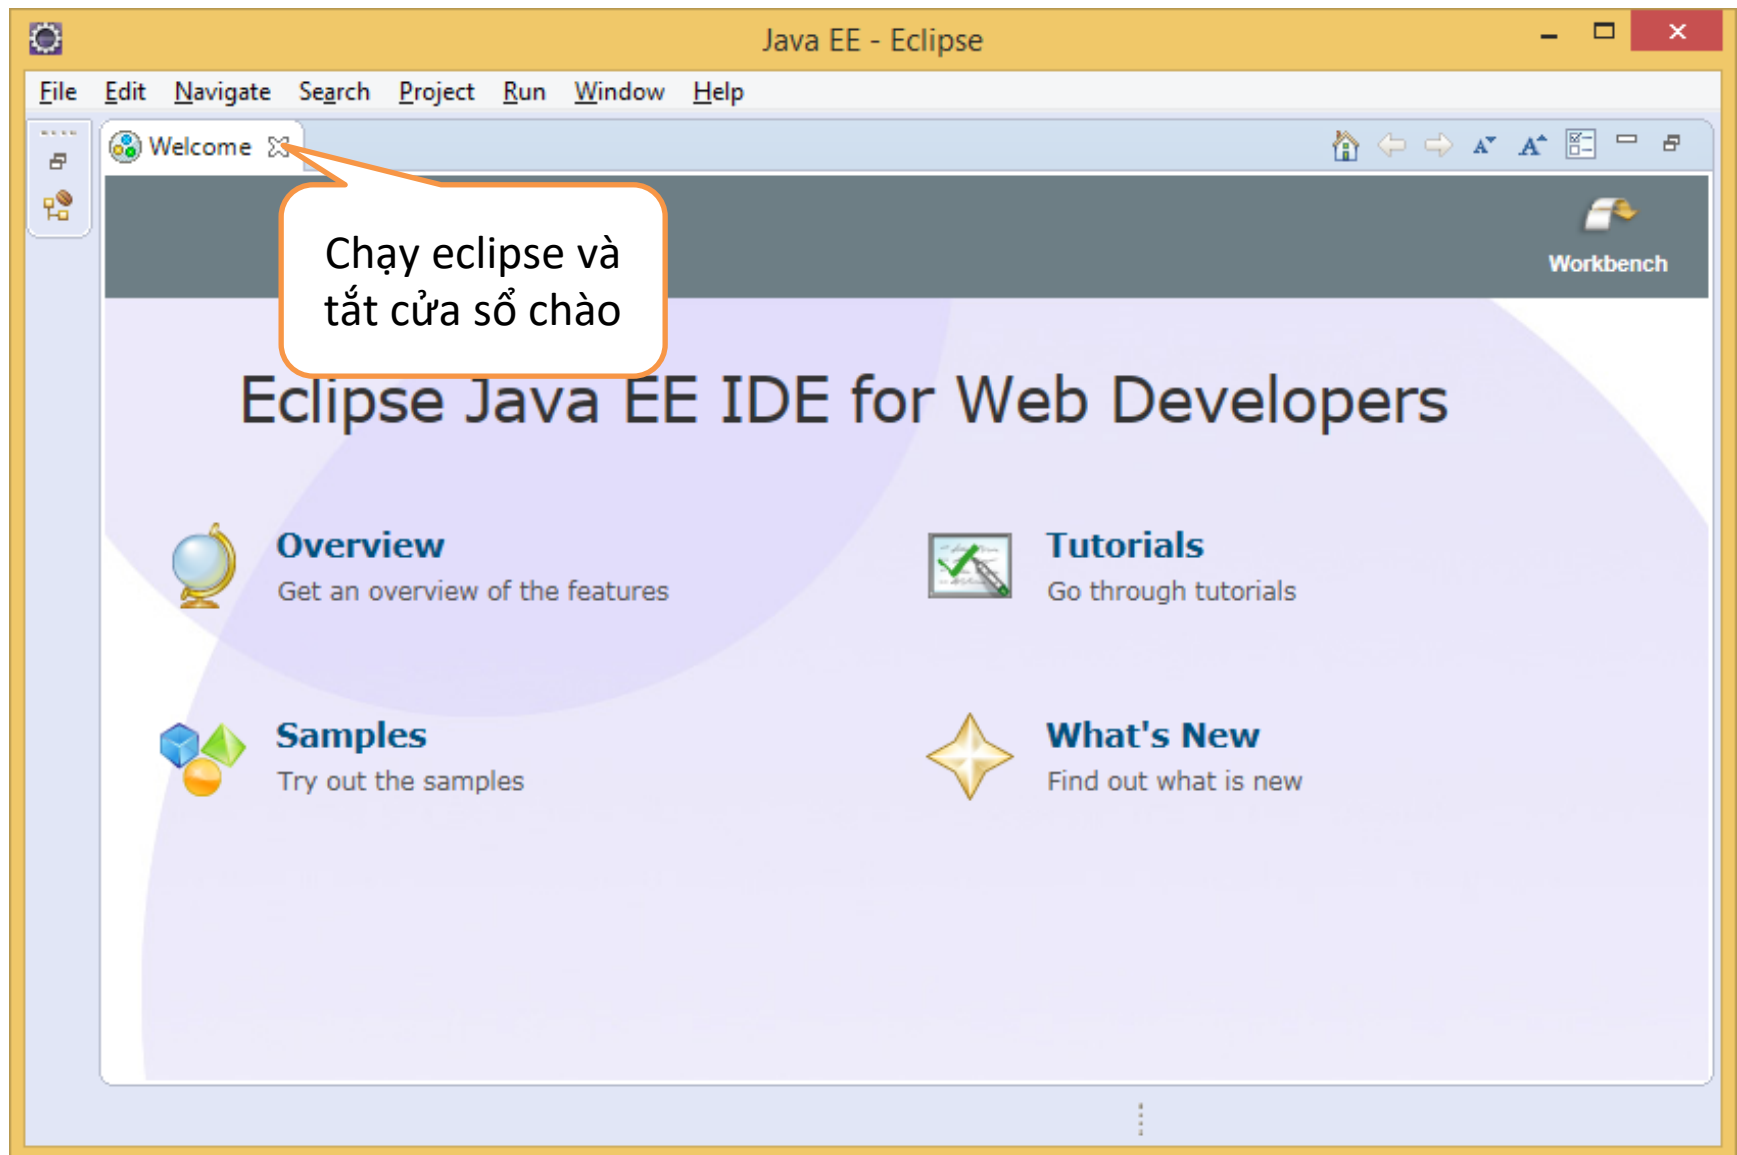 Java EE - Eclipse
File Edit Navigate Search Project Run Window Help
Welcome
Chạy eclipse và
tắt cửa sổ chào
Workbench
Eclipse Java EE IDE for Web Developers
Overview
Get an overview of the features
Tutorials
Go through tutorials
Samples
Try out the samples
What's New
Find out what is new